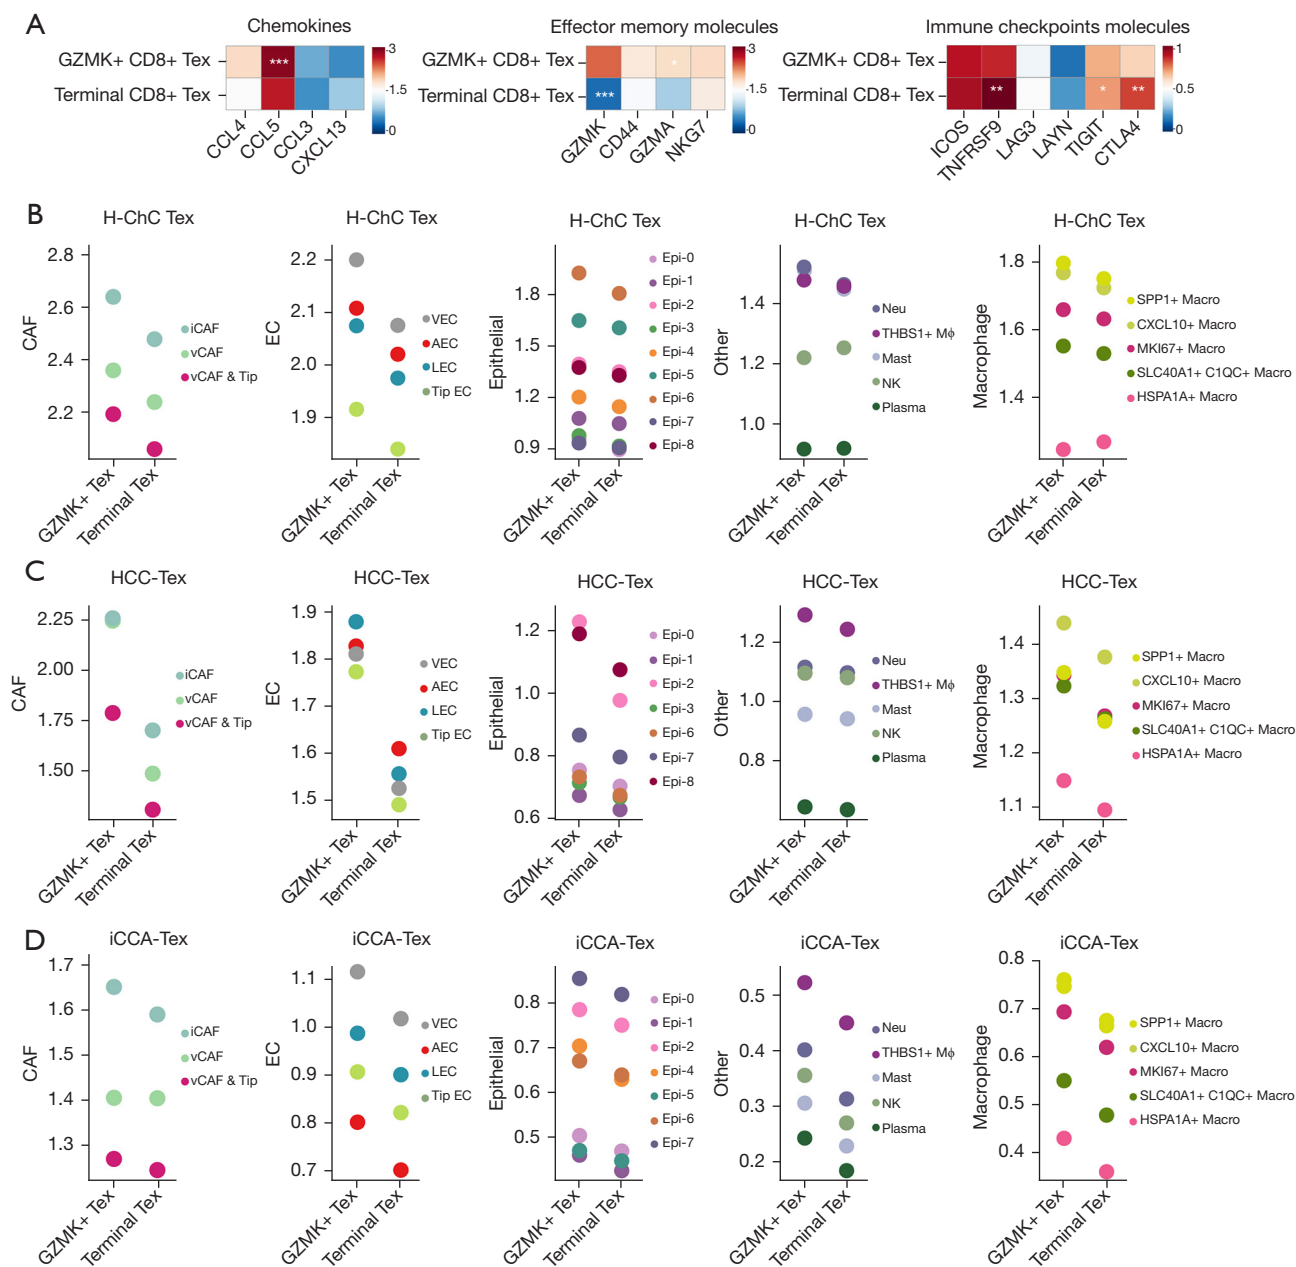 A
Chemokines
Effector memory molecules
Immune checkpoints molecules
GZMK+ CD8+ Tex
Terminal CD8+ Tex
3
1.5
0
CCL4
CCL5
CCL3
CXCL13
***
GZMK+ CD8+ Tex
Terminal CD8+ Tex
3
1.5
0
GZMK
CD44
GZMA
NKG7
*
***
GZMK+ CD8+ Tex
Terminal CD8+ Tex
1
0.5
0
ICOS
TNFRSF9
LAG3
LAYN
TIGIT
CTLA4
**
*
**
B
H-ChC Tex
CAF
2.8
2.6
2.4
2.2
iCAF
vCAF
vCAF & Tip
GZMK+ Tex
Terminal Tex
H-ChC Tex
EC
2.2
2.1
2.0
1.9
VEC
AEC
LEC
Tip EC
GZMK+ Tex
Terminal Tex
H-ChC Tex
Epithelial
1.8
1.5
1.2
0.9
Epi-0
Epi-1
Epi-2
Epi-3
Epi-4
Epi-5
Epi-6
Epi-7
Epi-8
GZMK+ Tex
Terminal Tex
H-ChC Tex
Other
1.4
1.2
1.0
Neu
THBS1+ Mϕ
Mast
NK
Plasma
GZMK+ Tex
Terminal Tex
H-ChC Tex
Macrophage
1.8
1.6
1.4
SPP1+ Macro
CXCL10+ Macro
MKI67+ Macro
SLC40A1+ C1QC+ Macro
HSPA1A+ Macro
GZMK+ Tex
Terminal Tex
C
HCC-Tex
CAF
2.25
2.00
1.75
1.50
iCAF
vCAF
vCAF & Tip
GZMK+ Tex
Terminal Tex
HCC-Tex
EC
1.9
1.8
1.7
1.6
1.5
VEC
AEC
LEC
Tip EC
GZMK+ Tex
Terminal Tex
HCC-Tex
Epithelial
1.2
1.0
0.8
0.6
Epi-0
Epi-1
Epi-2
Epi-3
Epi-6
Epi-7
Epi-8
GZMK+ Tex
Terminal Tex
HCC-Tex
Other
1.2
1.0
0.8
Neu
THBS1+ Mϕ
Mast
NK
Plasma
GZMK+ Tex
Terminal Tex
HCC-Tex
Macrophage
1.4
1.3
1.2
1.1
SPP1+ Macro
CXCL10+ Macro
MKI67+ Macro
SLC40A1+ C1QC+ Macro
HSPA1A+ Macro
GZMK+ Tex
Terminal Tex
D
iCCA-Tex
CAF
1.7
1.6
1.5
1.4
1.3
iCAF
vCAF
vCAF & Tip
GZMK+ Tex
Terminal Tex
iCCA-Tex
EC
1.1
1.0
0.9
0.8
0.7
VEC
AEC
LEC
Tip EC
GZMK+ Tex
Terminal Tex
iCCA-Tex
Epithelial
0.8
0.7
0.6
0.5
Epi-0
Epi-1
Epi-2
Epi-4
Epi-5
Epi-6
Epi-7
GZMK+ Tex
Terminal Tex
iCCA-Tex
Other
0.5
0.4
0.3
0.2
Neu
THBS1+ Mϕ
Mast
NK
Plasma
GZMK+ Tex
Terminal Tex
iCCA-Tex
Macrophage
0.8
0.7
0.6
0.5
0.4
SPP1+ Macro
CXCL10+ Macro
MKI67+ Macro
SLC40A1+ C1QC+ Macro
HSPA1A+ Macro
GZMK+ Tex
Terminal Tex